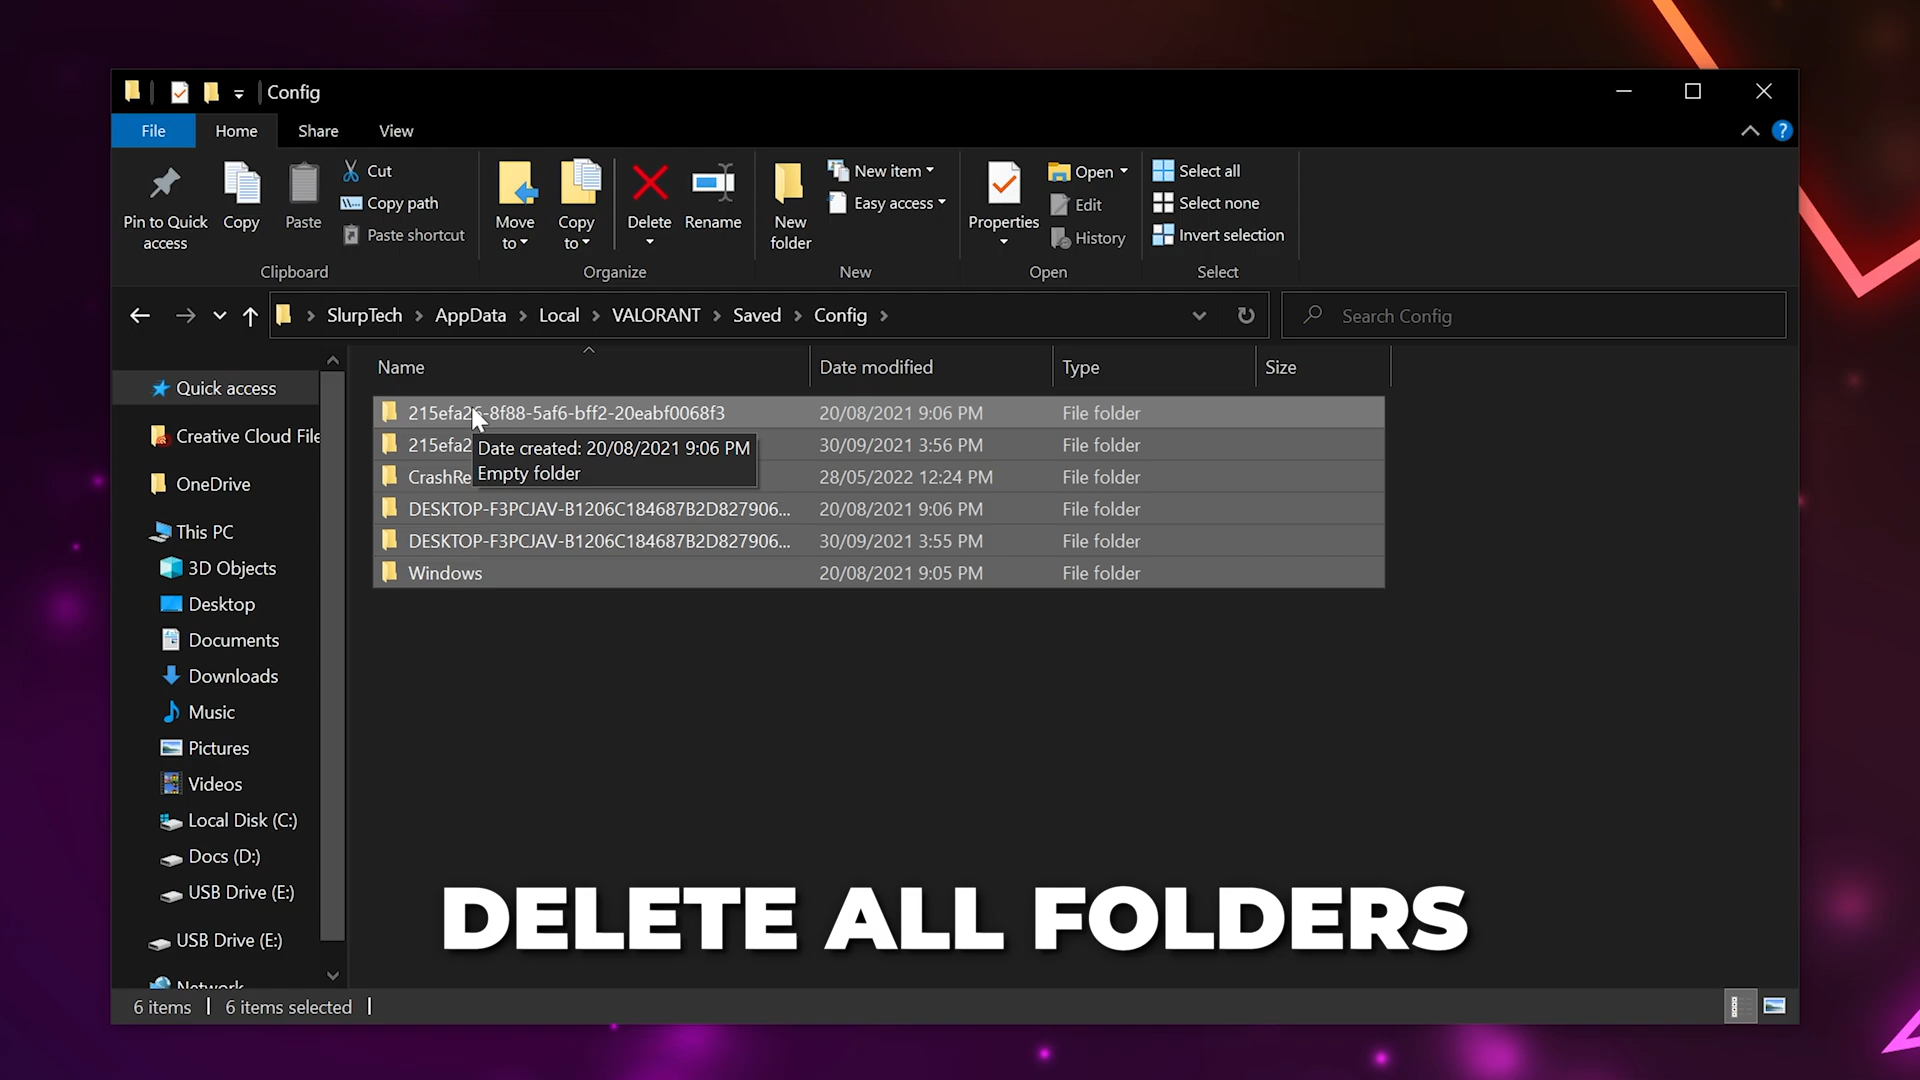 Config
File Home Share View
Pin to Quick access
Copy
Paste
Cut
Copy path
Paste shortcut
Clipboard
Move to
Copy to
Delete
Rename
Organize
New folder
New item
Easy access
New
Properties
Open
Edit
History
Open
Select all
Select none
Invert selection
Select
SlurpTech > AppData > Local > VALORANT > Saved > Config >
Search Config
Quick access
Creative Cloud File
OneDrive
This PC
3D Objects
Desktop
Documents
Downloads
Music
Pictures
Videos
Local Disk (C:)
Docs (D:)
USB Drive (E:)
USB Drive (E:)
Network
Name Date modified Type Size
215efa26-8f88-5af6-bff2-20eabf0068f3 20/08/2021 9:06 PM File folder
215efa2 30/09/2021 3:56 PM File folder
CrashRe 28/05/2022 12:24 PM File folder
DESKTOP-F3PCJAV-B1206C184687B2D827906... 20/08/2021 9:06 PM File folder
DESKTOP-F3PCJAV-B1206C184687B2D827906... 30/09/2021 3:55 PM File folder
Windows 20/08/2021 9:05 PM File folder
Date created: 20/08/2021 9:06 PM
Empty folder
DELETE ALL FOLDERS
6 items | 6 items selected |